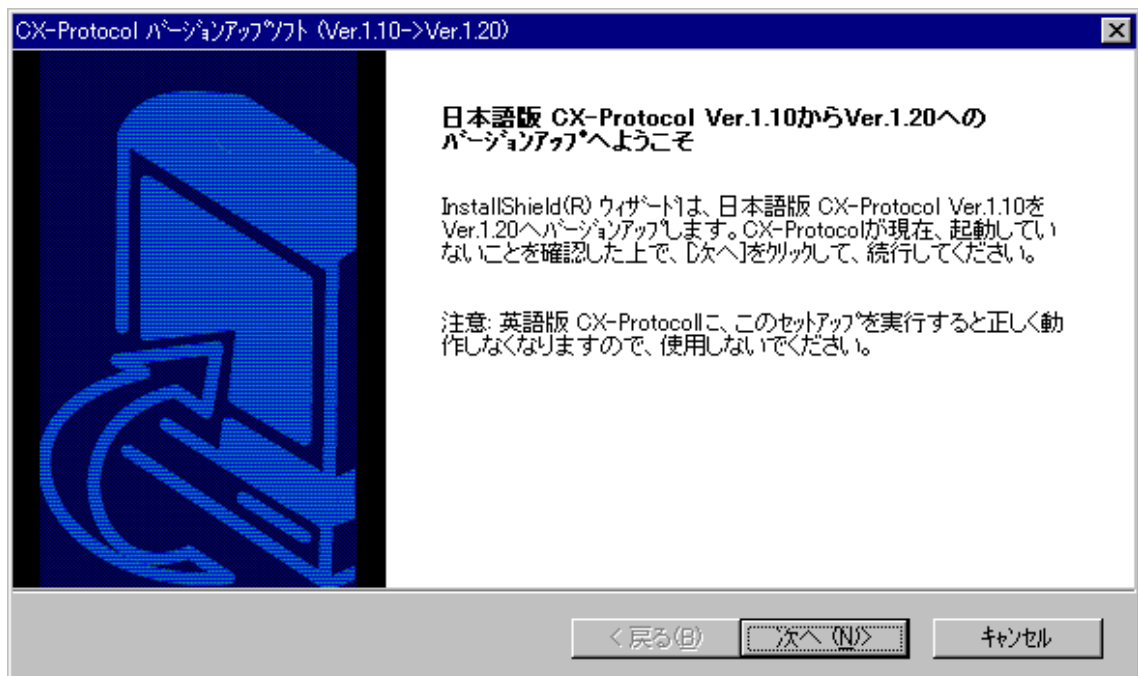 CX-Protocol ﾊﾞｰｼﾞｮﾝｱｯﾌﾟｿﾌﾄ (Ver.1.10->Ver.1.20)
日本語版 CX-Protocol Ver.1.10からVer.1.20への
ﾊﾞｰｼﾞｮﾝｱｯﾌﾟへようこそ
InstallShield(R) ｳｨｻﾞｰﾄﾞは、日本語版 CX-Protocol Ver.1.10を
Ver.1.20へﾊﾞｰｼﾞｮﾝｱｯﾌﾟします。CX-Protocolが現在、起動してい
ないことを確認した上で、[次へ]をｸﾘｯｸして、続行してください。
注意: 英語版 CX-Protocolに、このｾｯﾄｱｯﾌﾟを実行すると正しく動
作しなくなりますので、使用しないでください。
< 戻る(B)
次へ (N)>
ｷｬﾝｾﾙ